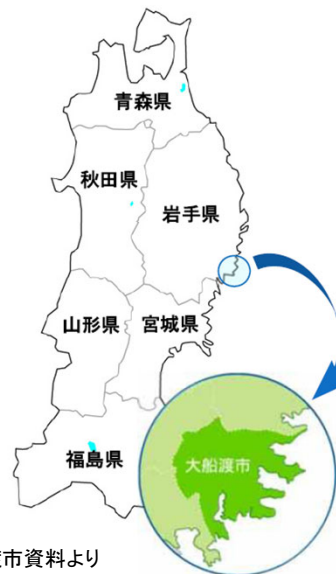 青森県
秋田県
岩手県
山形県
宮城県
福島県
大船渡市
渡市資料より